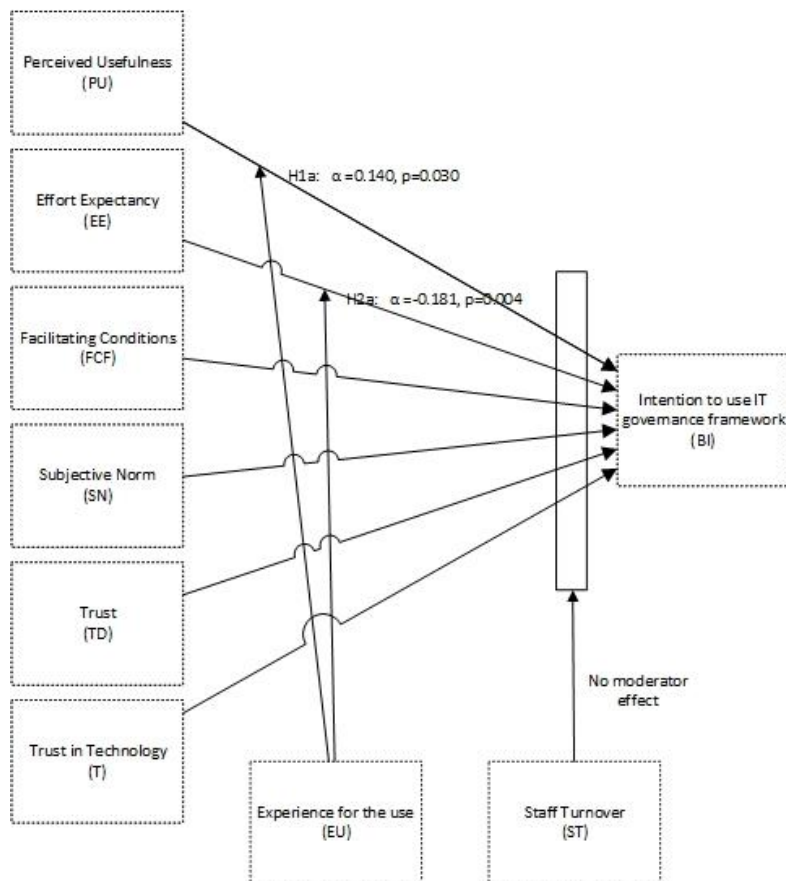 Perceived Usefulness
(PU)
H1a: α=0.140, p=0.030
Effort Expectancy
(EE)
H2a: α=-0.181, p=0.004
Facilitating Conditions
(FCF)
Intention to use IT
governance framework
(BI)
Subjective Norm
(SN)
Trust
(TD)
No moderator
effect
Trust in Technology
(T)
Experience for the use
(EU)
Staff Turnover
(ST)